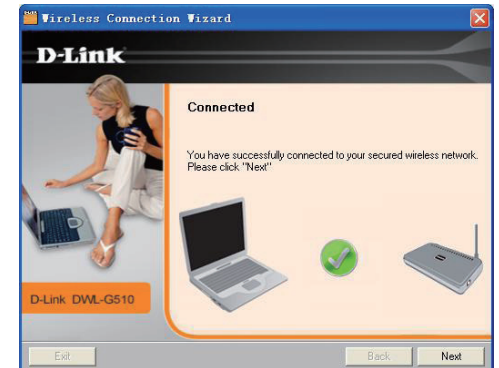 Wireless Connection Wizard
D-Link
Connected
You have successfully connected to your secured wireless network.
Please click "Next"
D-Link DWL-G510
Exit
Back
Next